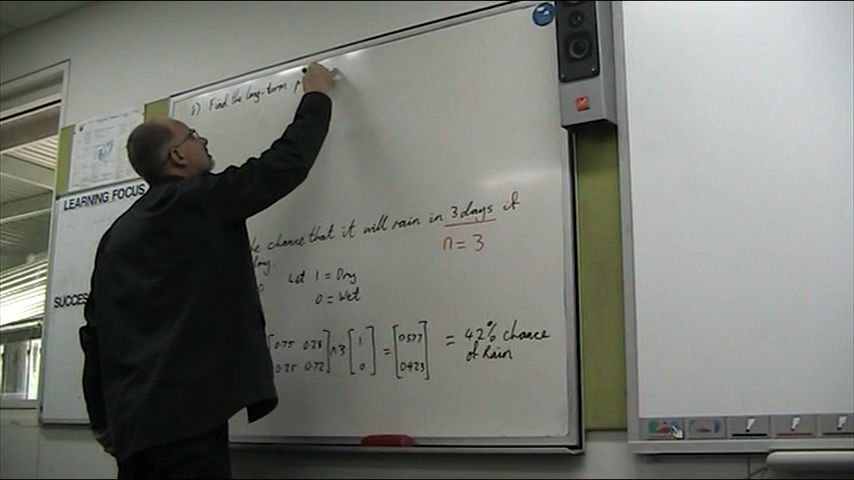 b) Find the long-term
chance that it will rain in 3 days if
n = 3
Let 1 = Dry
0 = Wet
[0.75 0.28 0.25 0.72]^3 [1 0] = [0.577 0.423] = 42% chance
of Rain
LEARNING FOCUS
SUCCES